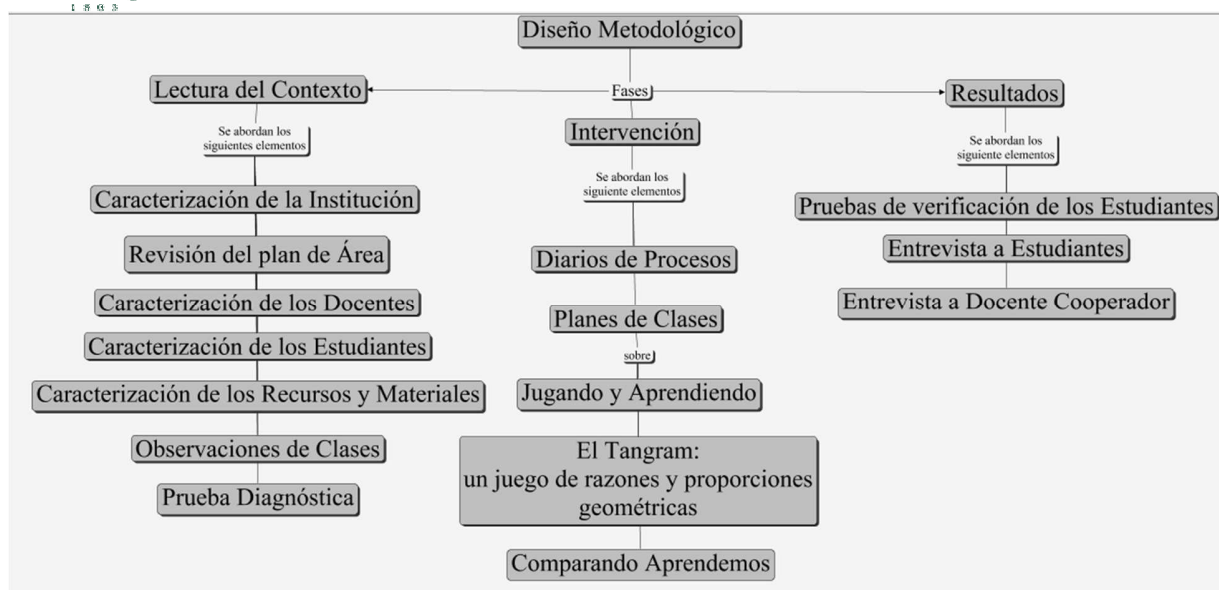 1 8 0 3
Diseño Metodológico
Fases
Lectura del Contexto
Se abordan los
siguientes elementos
Caracterización de la Institución
Revisión del plan de Área
Caracterización de los Docentes
Caracterización de los Estudiantes
Caracterización de los Recursos y Materiales
Observaciones de Clases
Prueba Diagnóstica
Intervención
Se abordan los
siguiente elementos
Diarios de Procesos
Planes de Clases
sobre
Jugando y Aprendiendo
El Tangram:
un juego de razones y proporciones
geométricas
Comparando Aprendemos
Resultados
Se abordan los
siguiente elementos
Pruebas de verificación de los Estudiantes
Entrevista a Estudiantes
Entrevista a Docente Cooperador